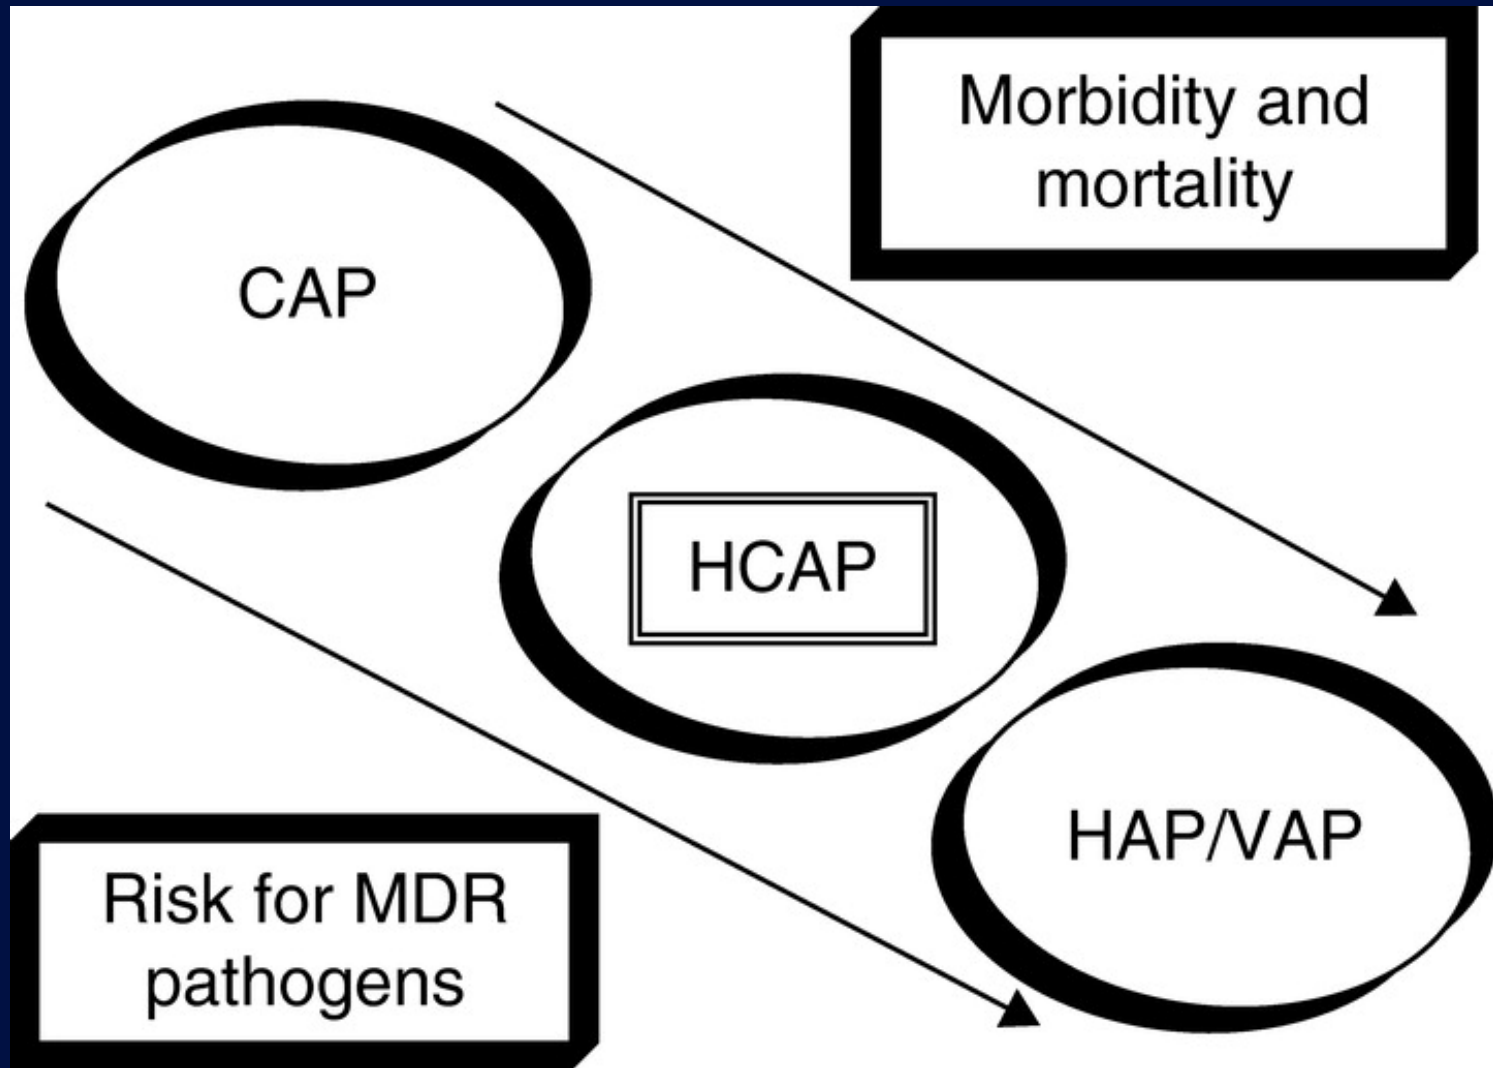 Morbidity and
mortality
CAP
HCAP
HAP/VAP
Risk for MDR
pathogens